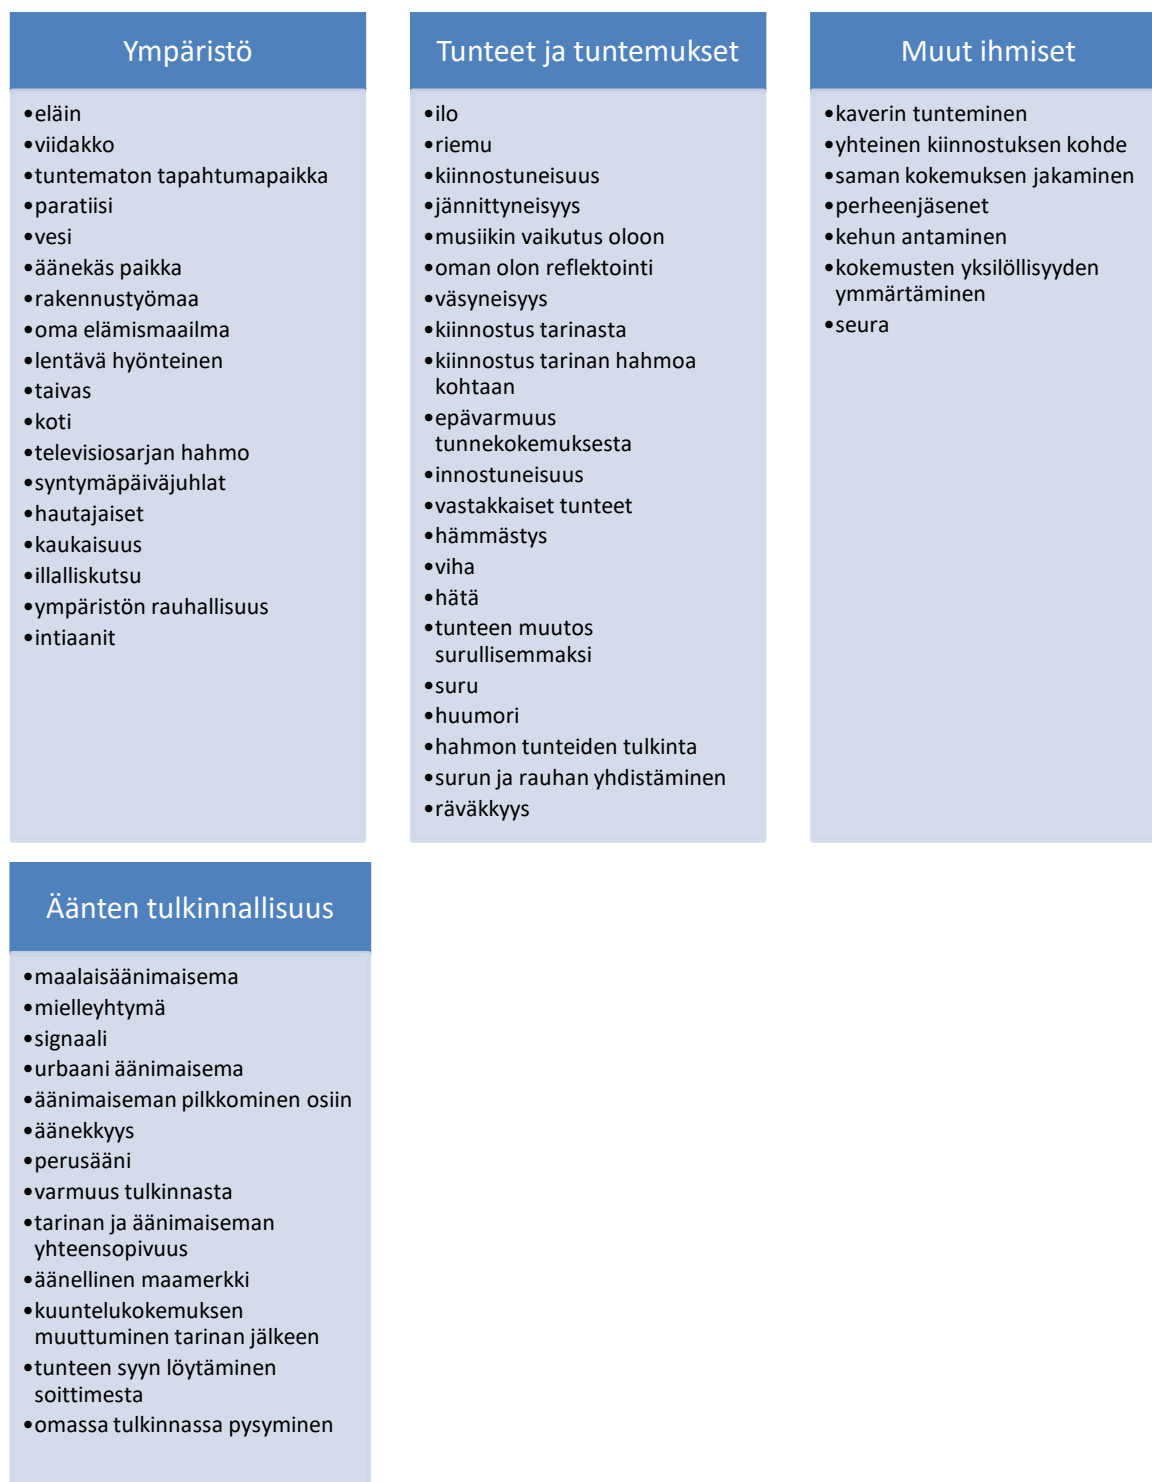 Ympäristö
•eläin
•viidakko
•tuntematon tapahtumapaikka
•paratiisi
•vesi
•äänekäs paikka
•rakennustyömaa
•oma elämismaailma
•lentävä hyönteinen
•taivas
•koti
•televisiosarjan hahmo
•syntymäpäiväjuhlat
•hautajaiset
•kaukaisuus
•illalliskutsu
•ympäristön rauhallisuus
•intiaanit
Tunteet ja tuntemukset
•ilo
•riemu
•kiinnostuneisuus
•jännittyneisyys
•musiikin vaikutus oloon
•oman olon reflektointi
•väsyneisyys
•kiinnostus tarinasta
•kiinnostus tarinan hahmoa
kohtaan
•epävarmuus
tunnekokemuksesta
•innostuneisuus
•vastakkaiset tunteet
•hämmästys
•viha
•hätä
•tunteen muutos
surullisemmaksi
•suru
•huumori
•hahmon tunteiden tulkinta
•surun ja rauhan yhdistäminen
•räväkkyys
Muut ihmiset
•kaverin tunteminen
•yhteinen kiinnostuksen kohde
•saman kokemuksen jakaminen
•perheenjäsenet
•kehun antaminen
•kokemusten yksilöllisyyden
ymmärtäminen
•seura
Äänten tulkinnallisuus
•maalaisäänimaisema
•mielleyhtymä
•signaali
•urbaani äänimaisema
•äänimaiseman pilkkominen osiin
•äänekkyys
•perusääni
•varmuus tulkinnasta
•tarinan ja äänimaiseman
yhteensopivuus
•äänellinen maamerkki
•kuuntelukokemuksen
muuttuminen tarinan jälkeen
•tunteen syyn löytäminen
soittimesta
•omassa tulkinnassa pysyminen